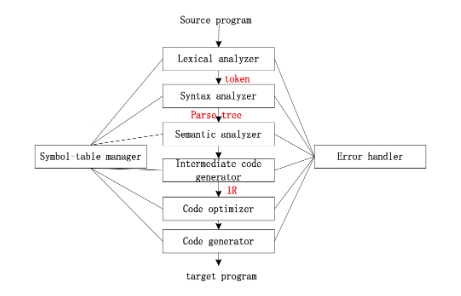 Source program
Lexical analyzer
token
Syntax analyzer
Parse tree
Semantic analyzer
Symbol-table manager
Error handler
Intermediate code
generator
IR
Code optimizer
Code generator
target program